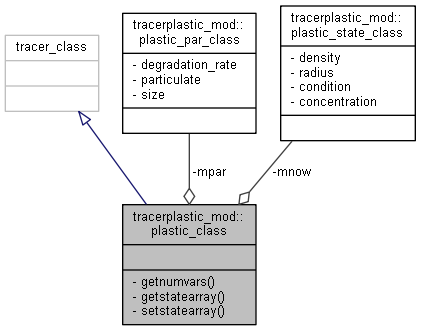 tracer_class
tracerplastic_mod::
plastic_par_class
- degradation_rate
- particulate
- size
tracerplastic_mod::
plastic_state_class
- density
- radius
- condition
- concentration
-mpar
-mnow
tracerplastic_mod::
plastic_class
- getnumvars()
- getstatearray()
- setstatearray()